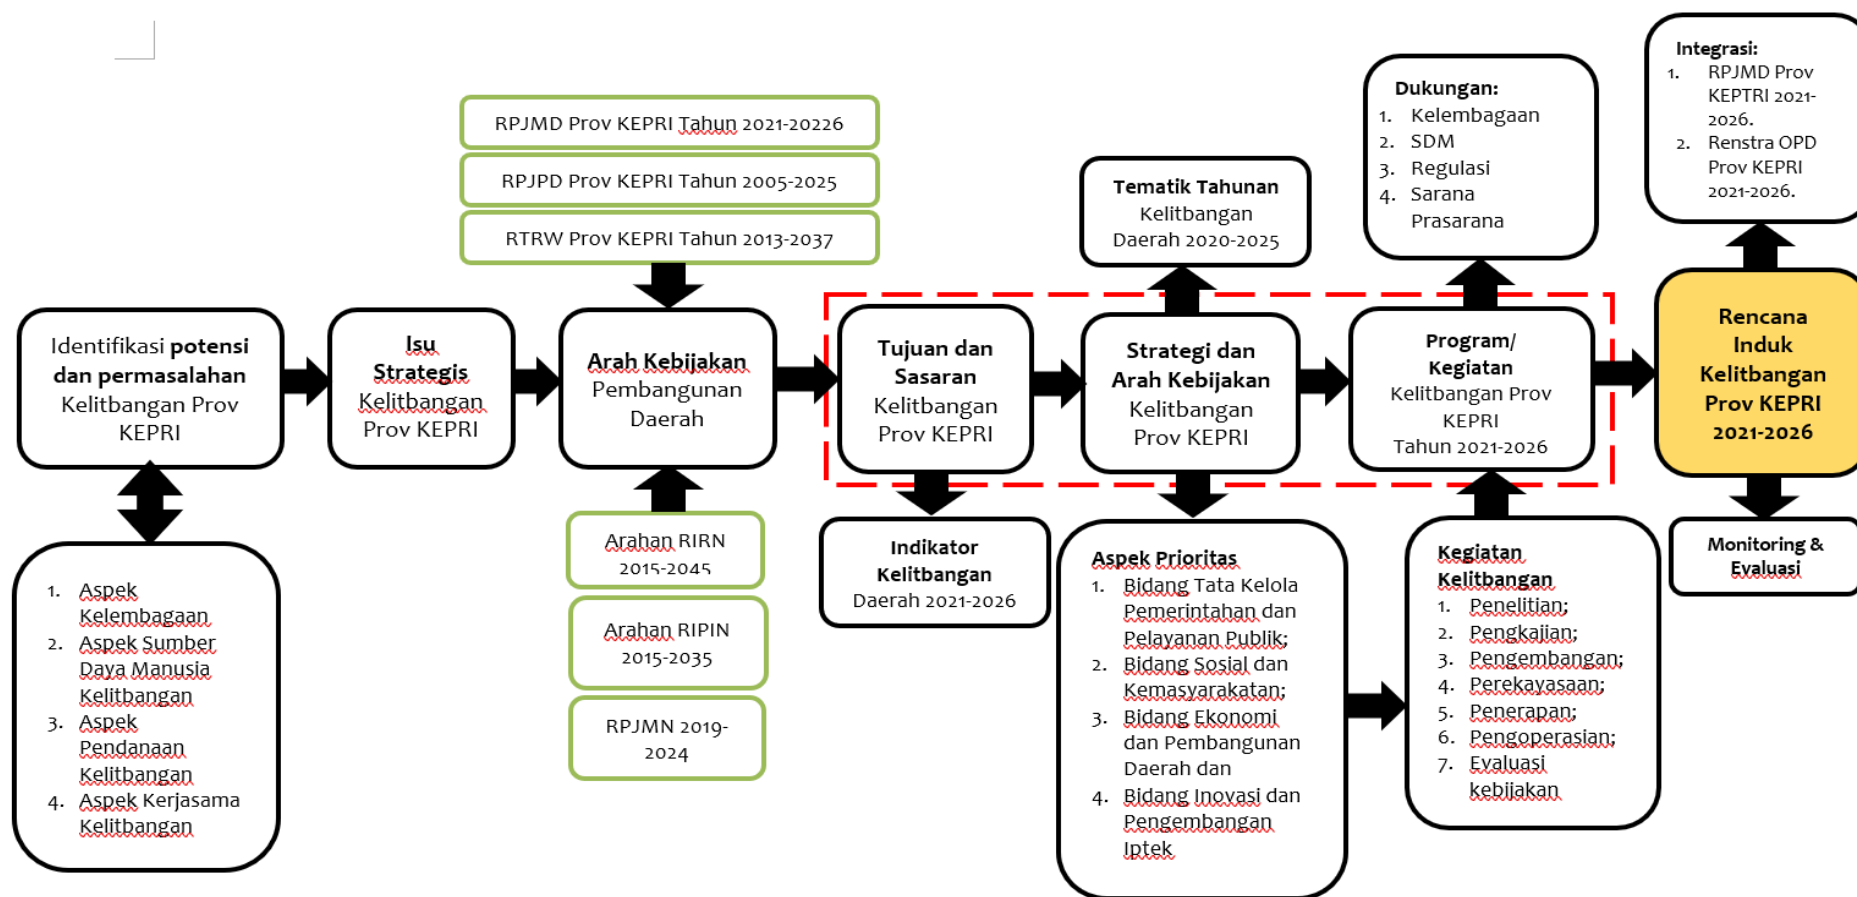 RPJMD Prov KEPRI Tahun 2021-20226
RPJPD Prov KEPRI Tahun 2005-2025
RTRW Prov KEPRI Tahun 2013-2037
Tematik Tahunan
Kelitbangan
Daerah 2020-2025
Dukungan:
1. Kelembagaan
2. SDM
3. Regulasi
4. Sarana
Prasarana
Integrasi:
1. RPJMD Prov
KEPTRI 2021-
2026.
2. Renstra OPD
Prov KEPRI
2021-2026.
Identifikasi potensi
dan permasalahan
Kelitbangan Prov
KEPRI
Isu
Strategis
Kelitbangan
Prov KEPRI
Arah Kebijakan
Pembangunan
Daerah
Tujuan dan
Sasaran
Kelitbangan
Prov KEPRI
Strategi dan
Arah Kebijakan
Kelitbangan
Prov KEPRI
Program/
Kegiatan
Kelitbangan Prov
KEPRI
Tahun 2021-2026
Rencana
Induk
Kelitbangan
Prov KEPRI
2021-2026
1. Aspek
Kelembagaan
2. Aspek Sumber
Daya Manusia
Kelitbangan
3. Aspek
Pendanaan
Kelitbangan
4. Aspek Kerjasama
Kelitbangan
Arahan RIRN
2015-2045
Arahan RIPIN
2015-2035
RPJMN 2019-
2024
Indikator
Kelitbangan
Daerah 2021-2026
Aspek Prioritas
1. Bidang Tata Kelola
Pemerintahan dan
Pelayanan Publik;
2. Bidang Sosial dan
Kemasyarakatan;
3. Bidang Ekonomi
dan Pembangunan
Daerah dan
4. Bidang Inovasi dan
Pengembangan
Iptek
Kegiatan
Kelitbangan
1. Penelitian;
2. Pengkajian;
3. Pengembangan;
4. Perekayasaan;
5. Penerapan;
6. Pengoperasian;
7. Evaluasi
kebijakan
Monitoring &
Evaluasi